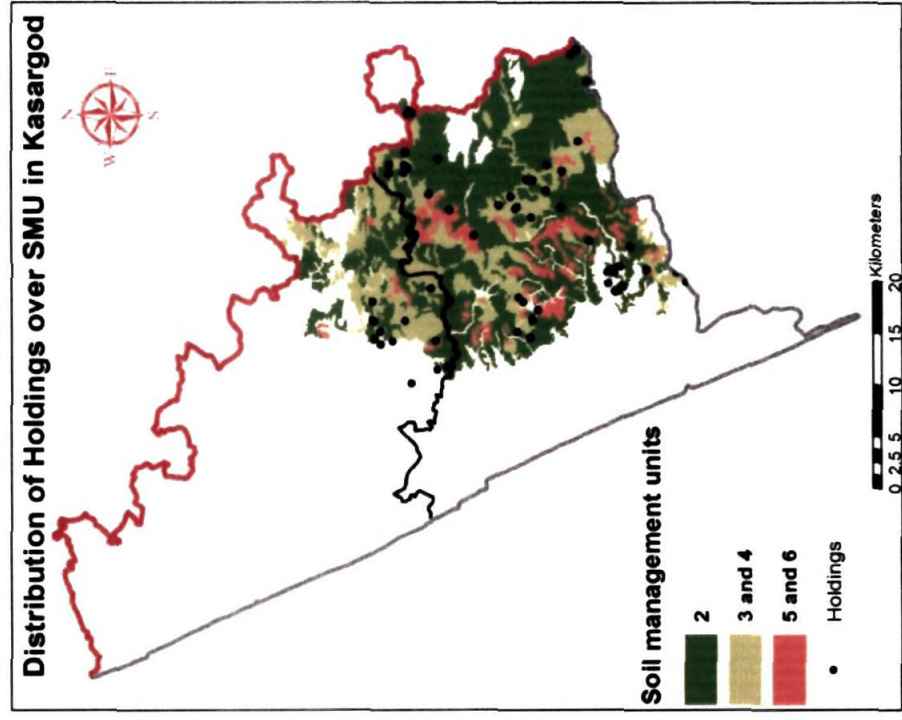 Distribution of Holdings over SMU in Kasargod
N
W
E
S
Soil management units
2
3 and 4
5 and 6
Holdings
0 2.5 5 10 15 20
Kilometers